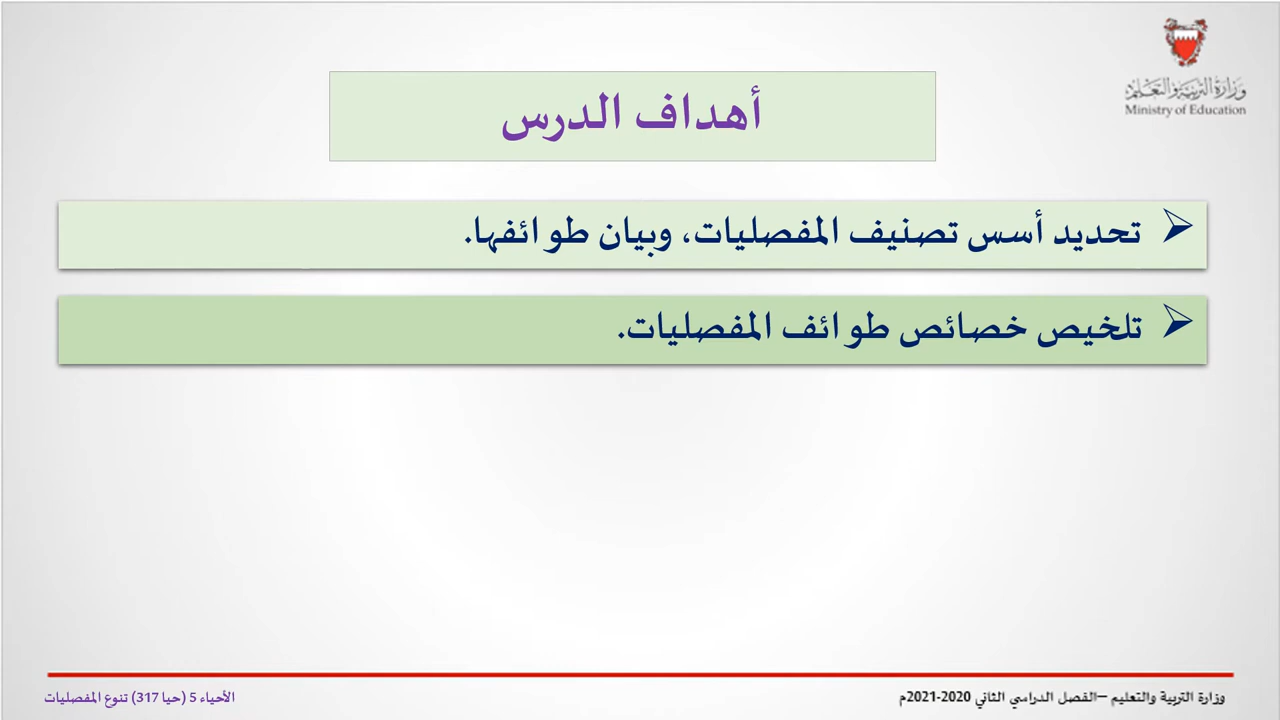 وزارة التربية والتعليم
Ministry of Education
أهداف الدرس
تحديد أسس تصنيف المفصليات، وبيان طوائفها.
تلخيص خصائص طوائف المفصليات.
وزارة التربية والتعليم –الفصل الدراسي الثاني 2020-2021م
الأحياء 5 (حيا 317) تنوع المفصليات